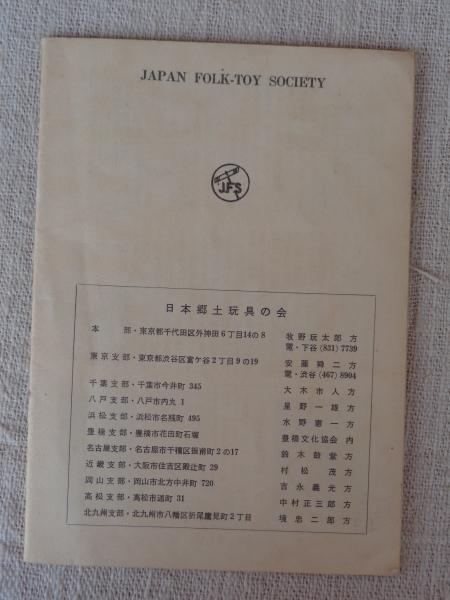 JAPAN FOLK-TOY SOCIETY
JFS
日本郷土玩具の会
本部・東京都千代田区外神田6丁目14の8 牧野玩太郎方
電・下谷(831)7739
東京支部・東京都渋谷区富ケ谷2丁目9の19 安藤舜二方
電・渋谷(467)8904
千葉支部・千葉市今井町345 大木市人方
八戸支部・八戸市内丸1 星野一雄方
浜松支部・浜松市名残町495 水野憲一方
豊橋支部・豊橋市花田町石塚 豊橋文化協会内
名古屋支部・名古屋市千種区振甫町2の17 鈴木鼓堂方
近畿支部・大阪市住吉区殿辻町29 村松茂方
岡山支部・岡山市北方中井町720 吉永義光方
高松支部・高松市通町31 中村正三郎方
北九州支部・北九州市八幡区折尾鷹見町2丁目 境忠二郎方